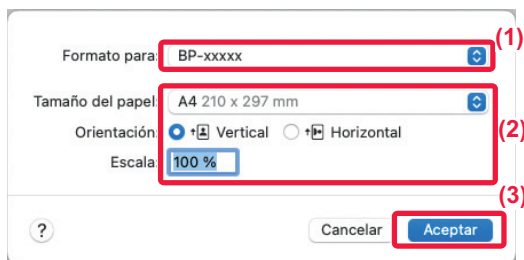 (1)
Formato para: BP-xxxxx
Tamaño del papel: A4 210 x 297 mm
Orientación: Vertical Horizontal
(2)
Escala: 100 %
(3)
? Cancelar Aceptar